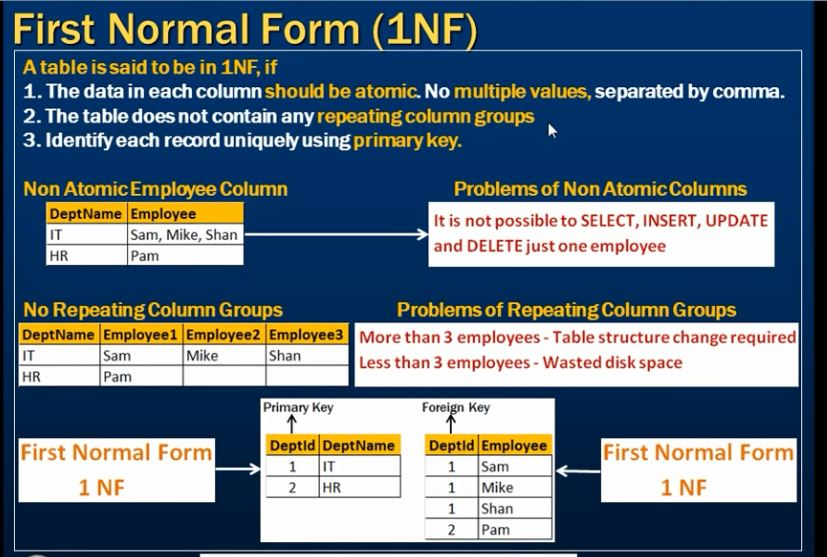 First Normal Form (1NF)
A table is said to be in 1NF, if
1. The data in each column should be atomic. No multiple values, separated by comma.
2. The table does not contain any repeating column groups
3. Identify each record uniquely using primary key.
Non Atomic Employee Column
Problems of Non Atomic Columns
DeptName Employee
IT Sam, Mike, Shan
HR Pam
It is not possible to SELECT, INSERT, UPDATE
and DELETE just one employee
No Repeating Column Groups
Problems of Repeating Column Groups
DeptName Employee1 Employee2 Employee3
IT Sam Mike Shan
HR Pam
More than 3 employees - Table structure change required
Less than 3 employees - Wasted disk space
First Normal Form
1 NF
Primary Key
DeptId DeptName
1 IT
2 HR
Foreign Key
DeptId Employee
1 Sam
1 Mike
1 Shan
2 Pam
First Normal Form
1 NF